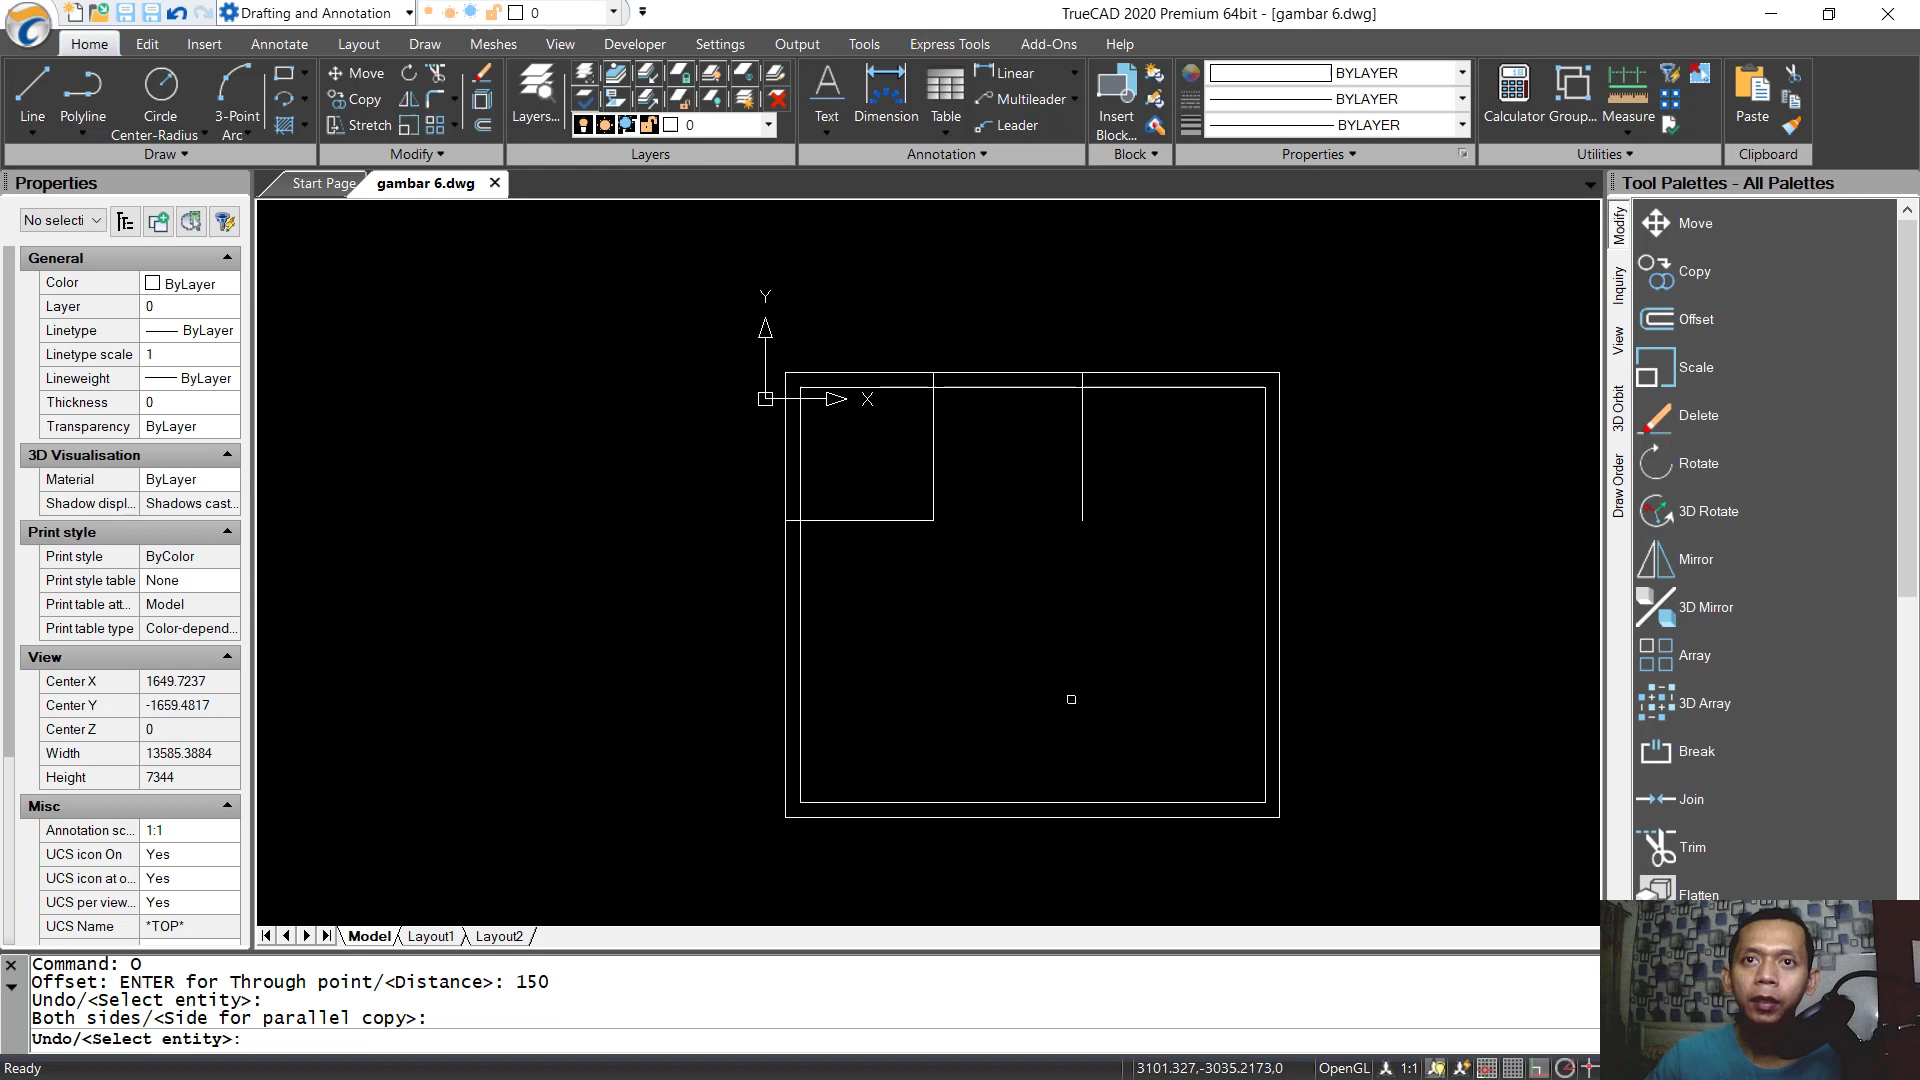 Drafting and Annotation
0
TrueCAD 2020 Premium 64bit - [gambar 6.dwg]
Home
Edit
Insert
Annotate
Layout
Draw
Meshes
View
Developer
Settings
Output
Tools
Express Tools
Add-Ons
Help
Line
Polyline
Circle
Center-Radius
3-Point
Arc
Move
Copy
Stretch
Layers...
0
Text
Dimension
Table
Linear
Multileader
Leader
Insert
Block...
BYLAYER
BYLAYER
BYLAYER
Calculator
Group...
Measure
Paste
Draw
Modify
Layers
Annotation
Block
Properties
Utilities
Clipboard
Properties
Start Page
gambar 6.dwg
Tool Palettes - All Palettes
No selecti
General
Color ByLayer
Layer 0
Linetype ByLayer
Linetype scale 1
Lineweight ByLayer
Thickness 0
Transparency ByLayer
3D Visualisation
Material ByLayer
Shadow displ... Shadows cast...
Print style
Print style ByColor
Print style table None
Print table att... Model
Print table type Color-depend...
View
Center X 1649.7237
Center Y -1659.4817
Center Z 0
Width 13585.3884
Height 7344
Misc
Annotation sc... 1:1
UCS icon On Yes
UCS icon at o... Yes
UCS per view... Yes
UCS Name *TOP*
Y
X
Modify
Inquiry
View
3D Orbit
Draw Order
Move
Copy
Offset
Scale
Delete
Rotate
3D Rotate
Mirror
3D Mirror
Array
3D Array
Break
Join
Trim
Flatten
Model
Layout1
Layout2
Command: O
Offset: ENTER for Through point/<Distance>: 150
Undo/<Select entity>:
Both sides/<Side for parallel copy>:
Undo/<Select entity>:
Ready
3101.327,-3035.2173,0
OpenGL
1:1